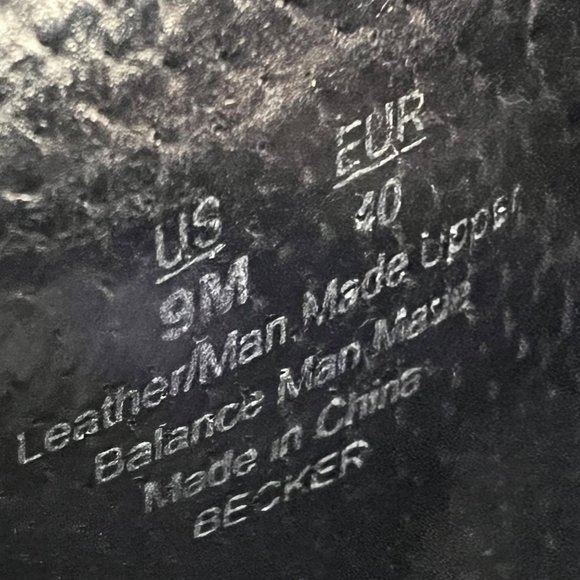 US EUR
9M 40
Leather/Man Made Upper
Balance Man Made
Made in China
BECKER